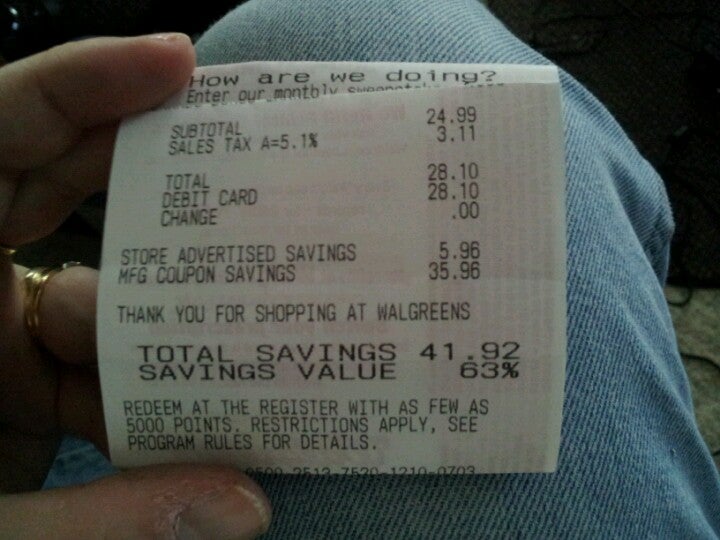 How are we doing?
Enter our monthly
SUBTOTAL 24.99
SALES TAX A=5.1% 3.11
TOTAL 28.10
DEBIT CARD 28.10
CHANGE .00
STORE ADVERTISED SAVINGS 5.96
MFG COUPON SAVINGS 35.96
THANK YOU FOR SHOPPING AT WALGREENS
TOTAL SAVINGS 41.92
SAVINGS VALUE 63%
REDEEM AT THE REGISTER WITH AS FEW AS
5000 POINTS. RESTRICTIONS APPLY, SEE
PROGRAM RULES FOR DETAILS.